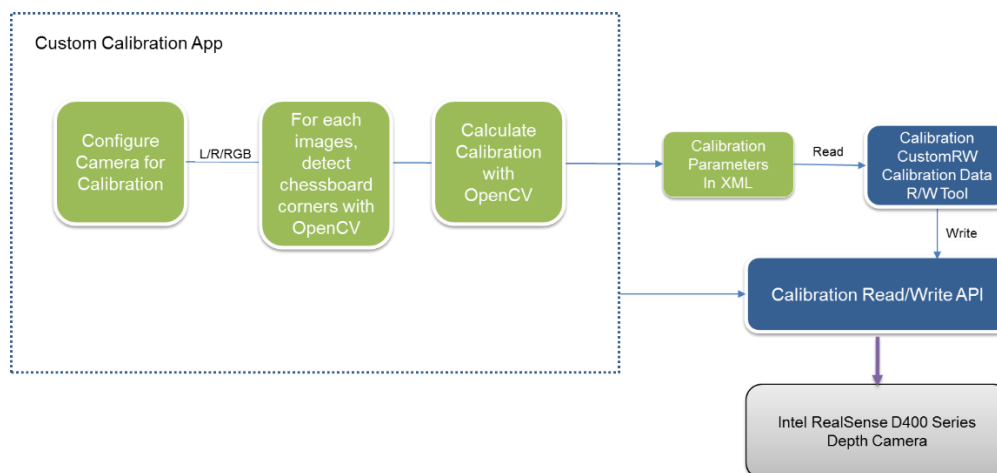 Custom Calibration App
Configure
Camera for
Calibration
L/R/RGB
For each
images,
detect
chessboard
corners with
OpenCV
Calculate
Calibration
with
OpenCV
Calibration
Parameters
In XML
Read
Calibration
CustomRW
Calibration Data
R/W Tool
Write
Calibration Read/Write API
Intel RealSense D400 Series
Depth Camera